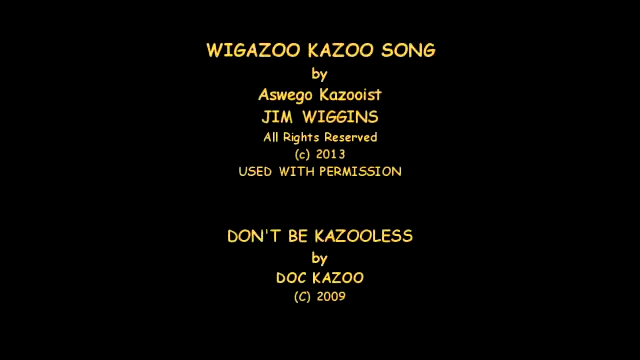 WIGAZOO KAZOO SONG
by
Aswego Kazooist
JIM WIGGINS
All Rights Reserved
(c) 2013
USED WITH PERMISSION
DON'T BE KAZOOLESS
by
DOC KAZOO
(C) 2009